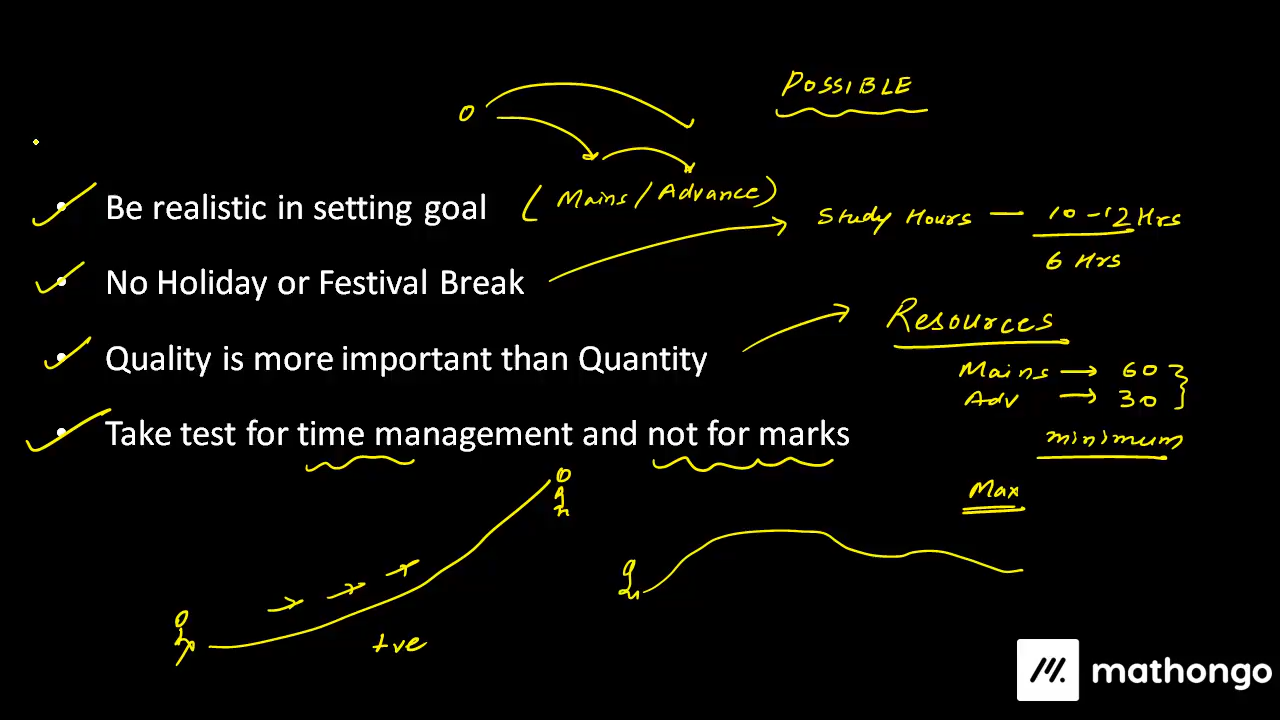 POSSIBLE
• Be realistic in setting goal (Mains/Advance)
Study Hours — 10-12 Hrs
6 Hrs
• No Holiday or Festival Break
Resources
• Quality is more important than Quantity
Mains → 60
Adv → 30
minimum
• Take test for time management and not for marks
Max
+ve
mathongo